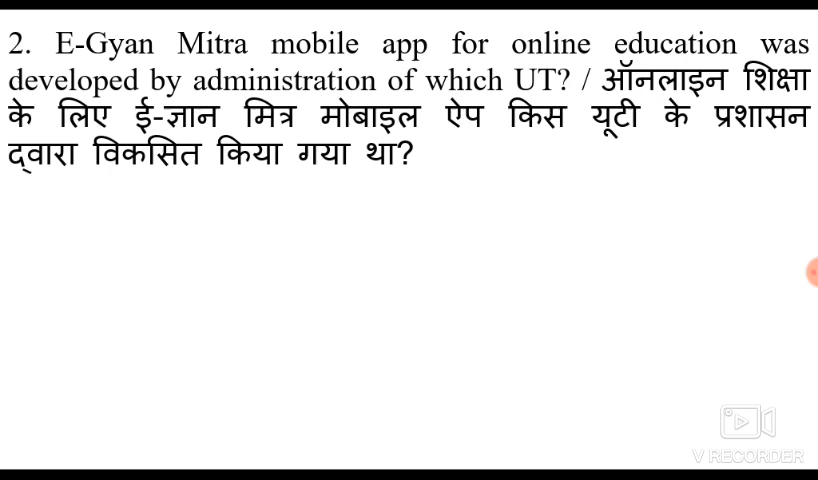 2. E-Gyan Mitra mobile app for online education was
developed by administration of which UT? / ऑनलाइन शिक्षा
के लिए ई-ज्ञान मित्र मोबाइल ऐप किस यूटी के प्रशासन
द्वारा विकसित किया गया था?
V RECORDER